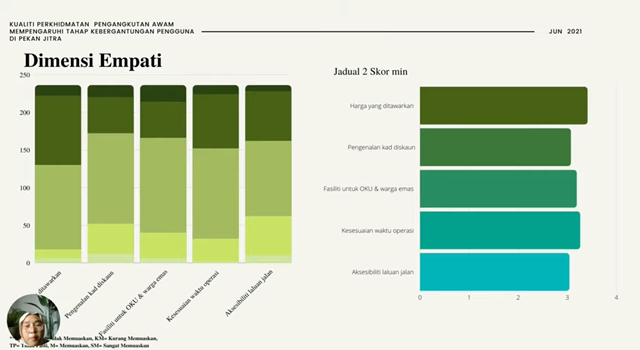 KUALITI PERKHIDMATAN PENGANGKUTAN AWAM
MEMPENGARUHI TAHAP KEBERGANTUNGAN PENGGUNA
DI PEKAN JITRA
JUN 2021
Dimensi Empati
250
200
150
100
50
0
ditawarkan
Pengenalan kad diskaun
Fasiliti untuk OKU & warga emas
Kesesuaian waktu operasi
Aksesibiliti laluan jalan
Jadual 2 Skor min
Harga yang ditawarkan
Pengenalan kad diskaun
Fasiliti untuk OKU & warga emas
Kesesuaian waktu operasi
Aksesibiliti laluan jalan
0
1
2
3
4
Memuaskan, KM= Kurang Memuaskan,
TP= Pasti, M= Memuaskan, SM= Sangat Memuaskan